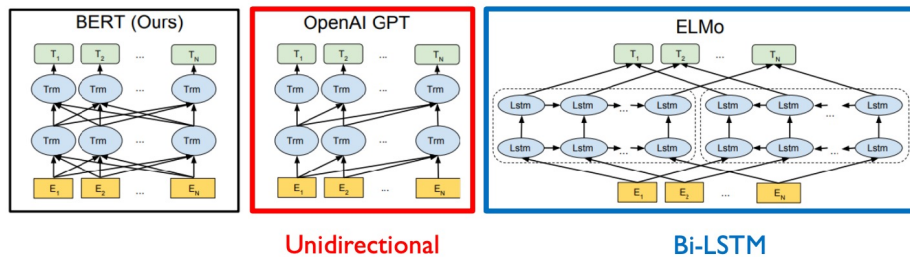 BERT (Ours)
T1 T2 ... TN
Trm Trm ... Trm
Trm Trm ... Trm
E1 E2 ... EN
OpenAI GPT
T1 T2 ... TN
Trm Trm ... Trm
Trm Trm ... Trm
E1 E2 ... EN
Unidirectional
ELMo
T1 T2 ... TN
Lstm Lstm ... Lstm Lstm Lstm ... Lstm
Lstm Lstm ... Lstm Lstm Lstm ... Lstm
E1 E2 ... EN
Bi-LSTM